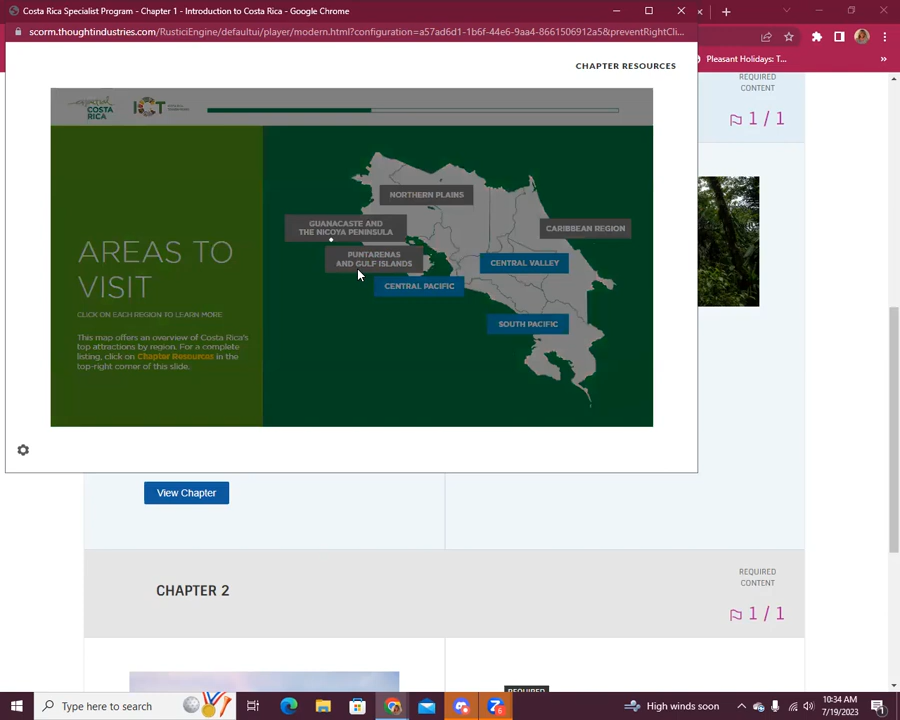 Costa Rica Specialist Program - Chapter 1 - Introduction to Costa Rica - Google Chrome
scorm.thoughtindustries.com/RusticiEngine/defaultui/player/modern.html?configuration=a57ad6d1-1b6f-44e6-9aa4-8661506912a5&preventRightCli...
Pleasant Holidays: T...
CHAPTER RESOURCES
essential
COSTA
RICA
ICT
AREAS TO
VISIT
CLICK ON EACH REGION TO LEARN MORE
This map offers an overview of Costa Rica's
top attractions by region. For a complete
listing, click on Chapter Resources in the
top-right corner of this slide.
NORTHERN PLAINS
GUANACASTE AND
THE NICOYA PENINSULA
CARIBBEAN REGION
PUNTARENAS
AND GULF ISLANDS
CENTRAL VALLEY
CENTRAL PACIFIC
SOUTH PACIFIC
REQUIRED
CONTENT
1 / 1
View Chapter
CHAPTER 2
REQUIRED
CONTENT
1 / 1
REQUIRED
Type here to search
High winds soon
10:34 AM
7/19/2023